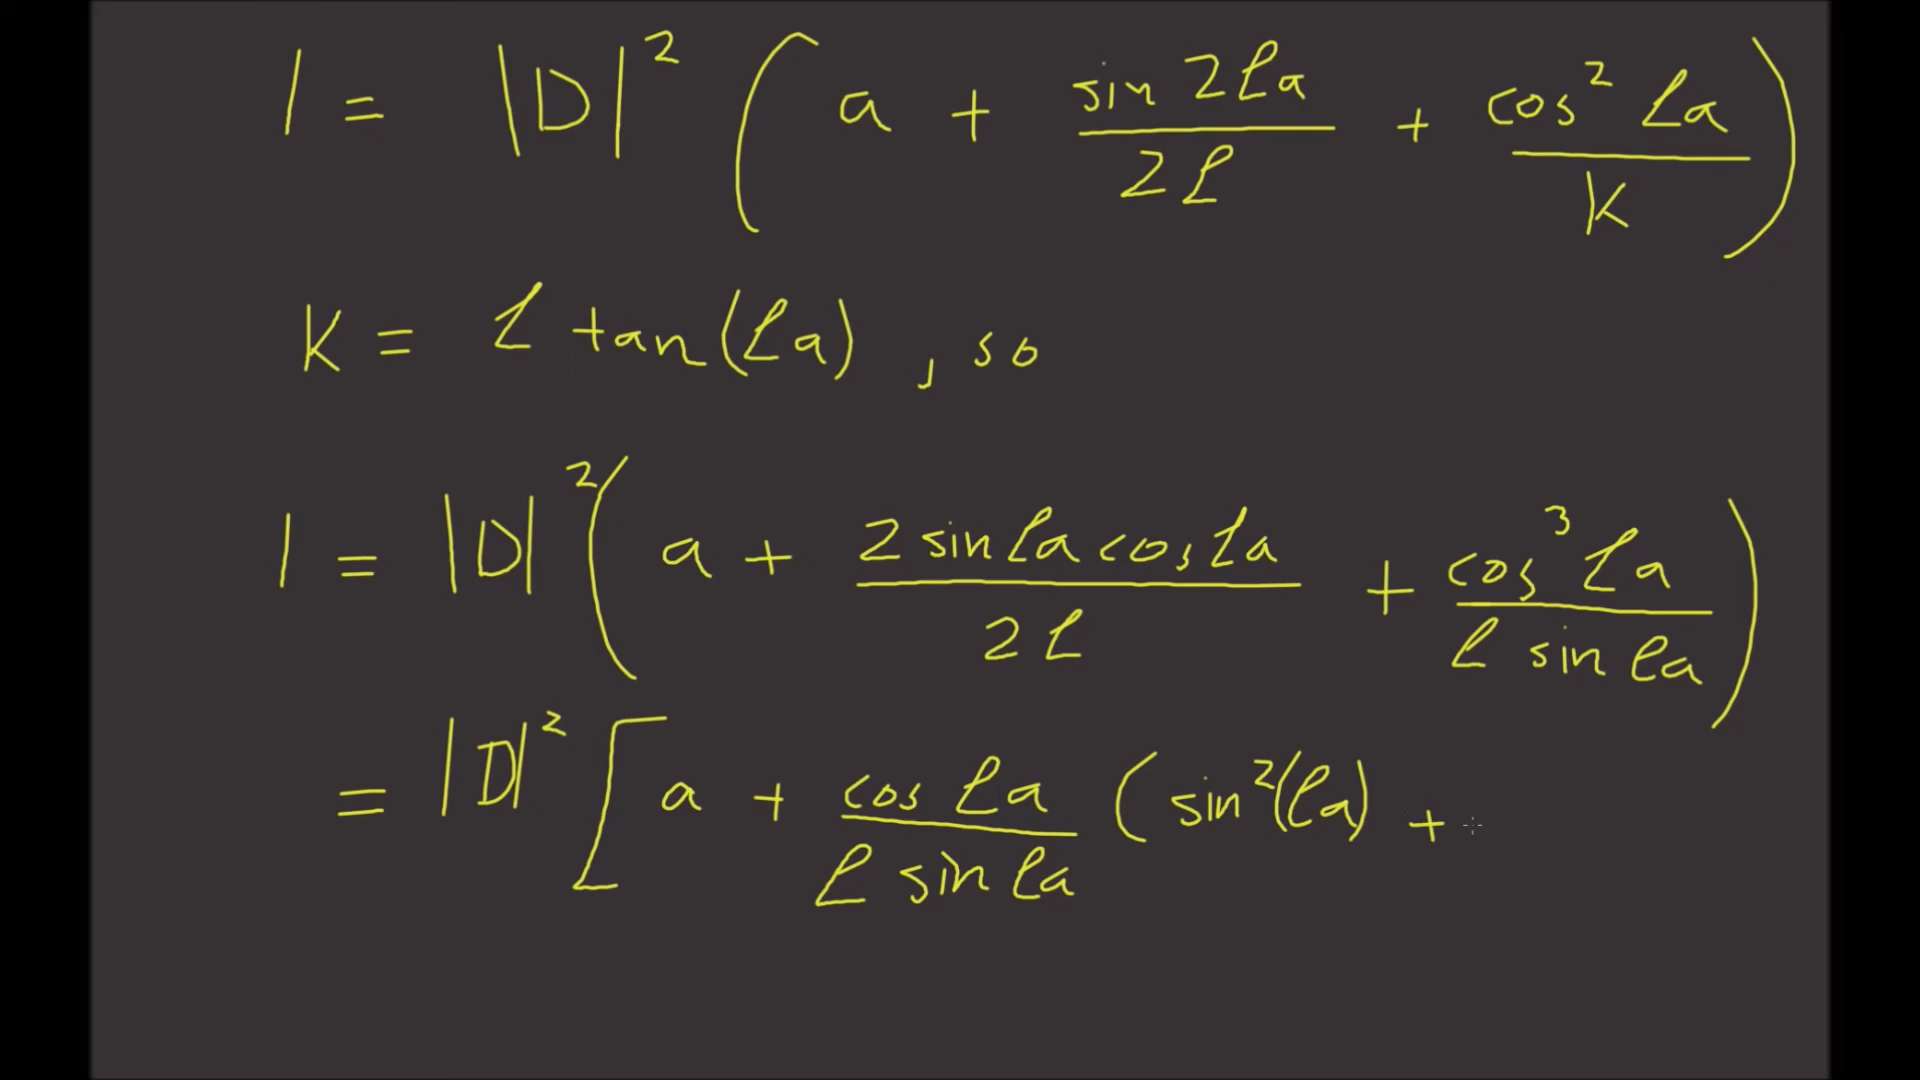 1 = |D|² ( a + sin 2ℓa / 2ℓ + cos² ℓa / K )
K = ℓ tan(ℓa), so
1 = |D|² ( a + 2 sin ℓa cos ℓa / 2ℓ + cos³ ℓa / ℓ sin ℓa )
= |D|² [ a + cos ℓa / ℓ sin ℓa ( sin²(ℓa) +